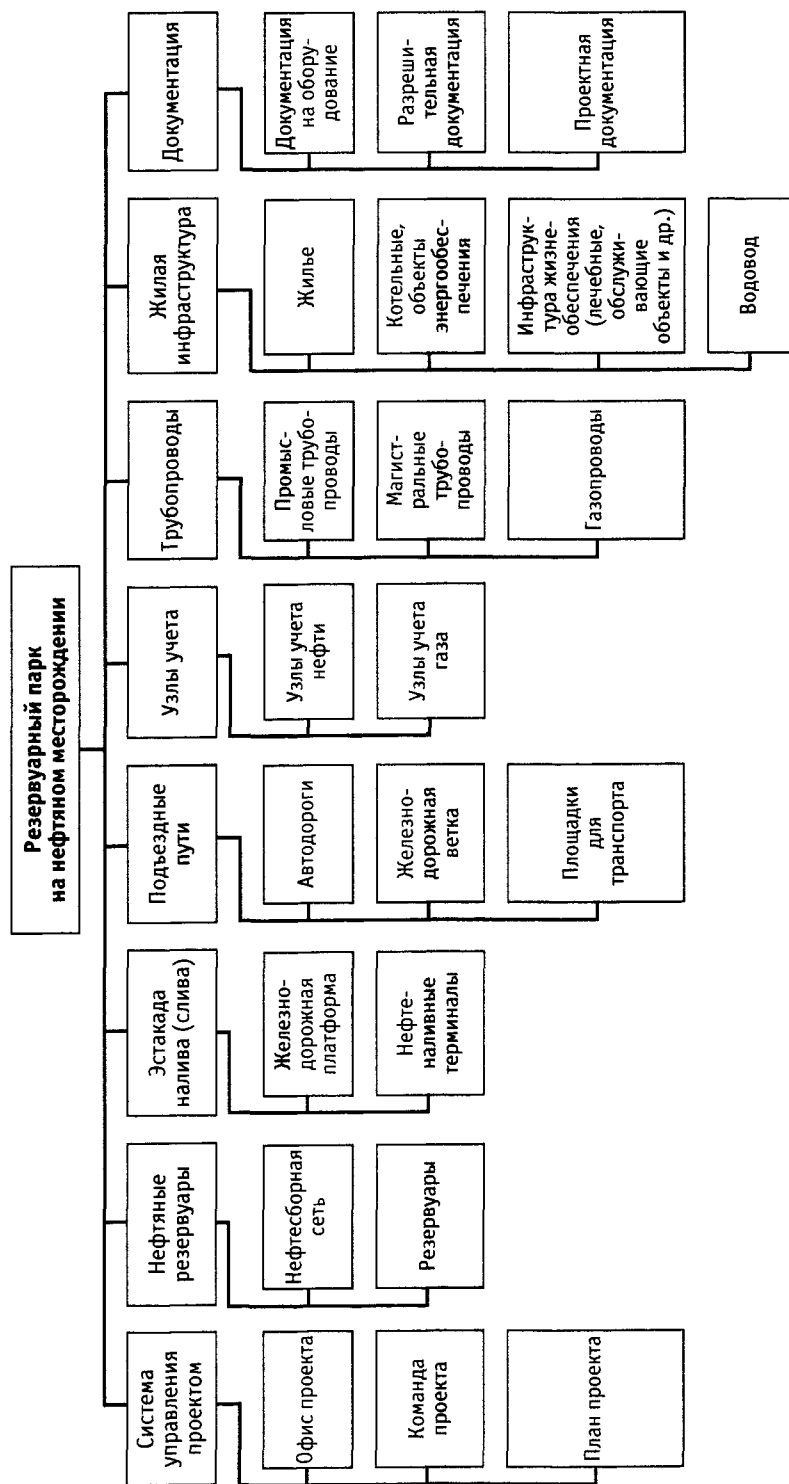 Резервуарный парк
на нефтяном месторождении
Система
управления
проектом
Офис проекта
Команда
проекта
План проекта
Нефтяные
резервуары
Нефтесборная
сеть
Резервуары
Эстакада
налива (слива)
Железно-
дорожная
платформа
Нефте-
наливные
терминалы
Подъездные
пути
Автодороги
Железно-
дорожная
ветка
Площадки
для
транспорта
Узлы учета
Узлы учета
нефти
Узлы учета
газа
Трубопроводы
Промыс-
ловые трубо-
проводы
Магист-
ральные
трубо-
проводы
Газопроводы
Жилая
инфраструктура
Жилье
Котельные,
объекты
энергообес-
печения
Инфраструк-
тура жизне-
обеспечения
(лечебные,
обслужи-
вающие
объекты и др.)
Водовод
Документация
Документация
на обору-
дование
Разреши-
тельная
документация
Проектная
документация